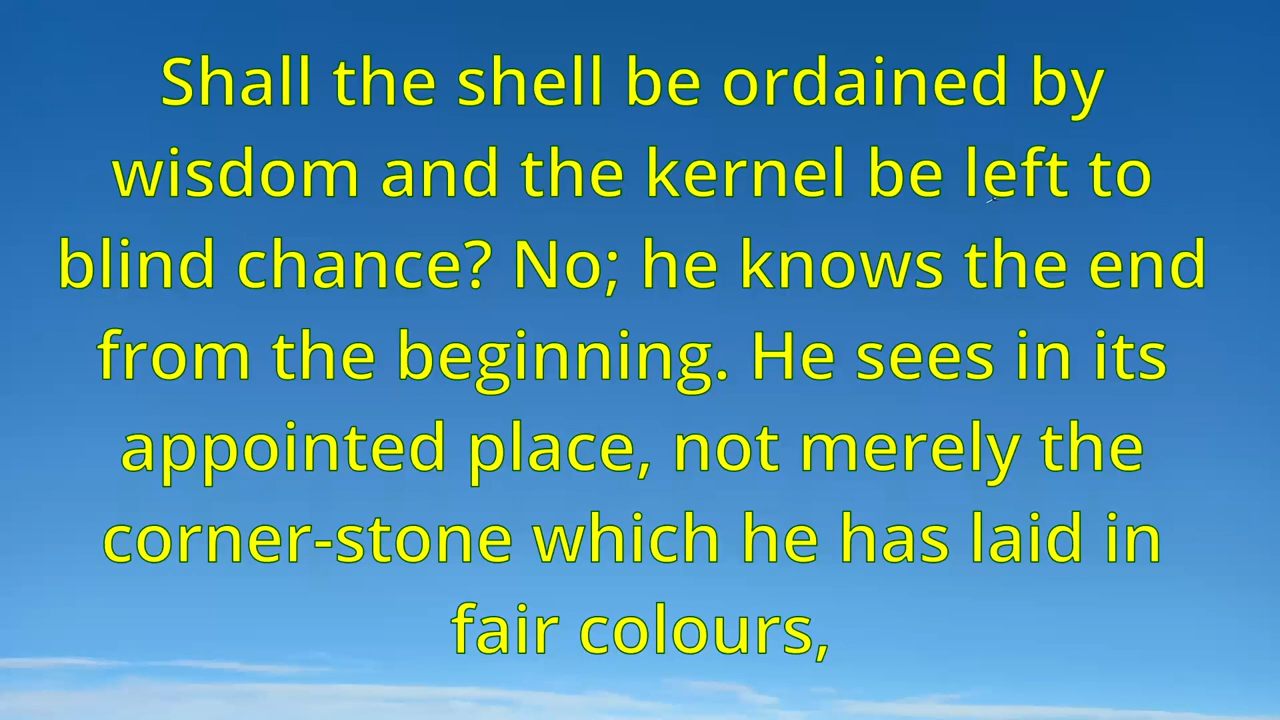 Shall the shell be ordained by
wisdom and the kernel be left to
blind chance? No; he knows the end
from the beginning. He sees in its
appointed place, not merely the
corner-stone which he has laid in
fair colours,